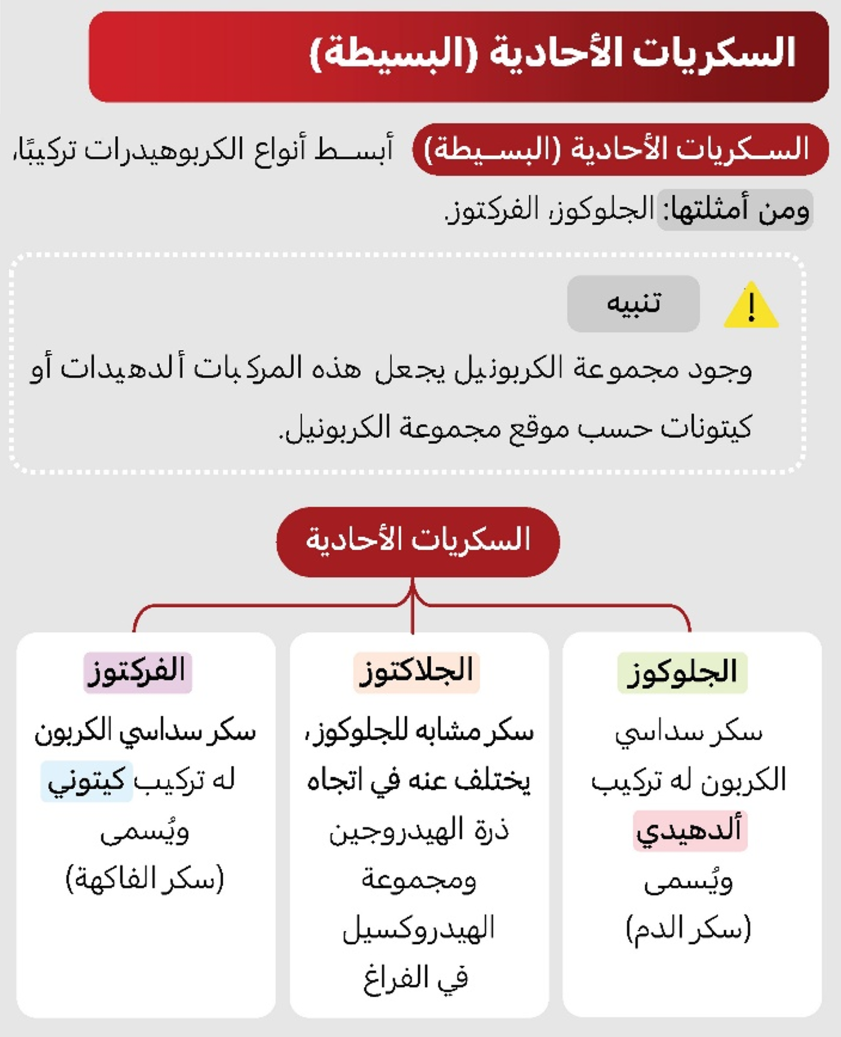 السكريات الأحادية (البسيطة)
السكريات الأحادية (البسيطة) أبسط أنواع الكربوهيدرات تركيبًا،
ومن أمثلتها: الجلوكوز، الفركتوز.
تنبيه
وجود مجموعة الكربونيل يجعل هذه المركبات ألدهيدات أو
كيتونات حسب موقع مجموعة الكربونيل.
السكريات الأحادية
الجلوكوز
سكر سداسي
الكربون له تركيب
ألدهيدي
ويُسمى
(سكر الدم)
الجلاكتوز
سكر مشابه للجلوكوز،
يختلف عنه في اتجاه
ذرة الهيدروجين
ومجموعة
الهيدروكسيل
في الفراغ
الفركتوز
سكر سداسي الكربون
له تركيب كيتوني
ويُسمى
(سكر الفاكهة)